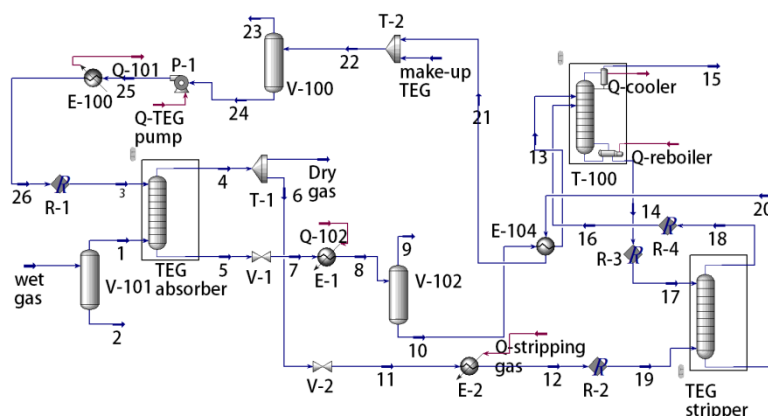 23
T-2
22
P-1
Q-101
25
E-100
V-100
make-up
TEG
24
Q-TEG
pump
21
15
Q-cooler
13
Q-reboiler
T-100
26
R-1
3
4
T-1
Dry
gas
6
14
20
E-104
16
R-4
18
R-3
Q-102
9
1
TEG
absorber
5
V-1
7
E-1
8
V-102
wet
gas
V-101
2
17
10
Q-stripping
gas
V-2
11
E-2
12
R-2
19
TEG
stripper